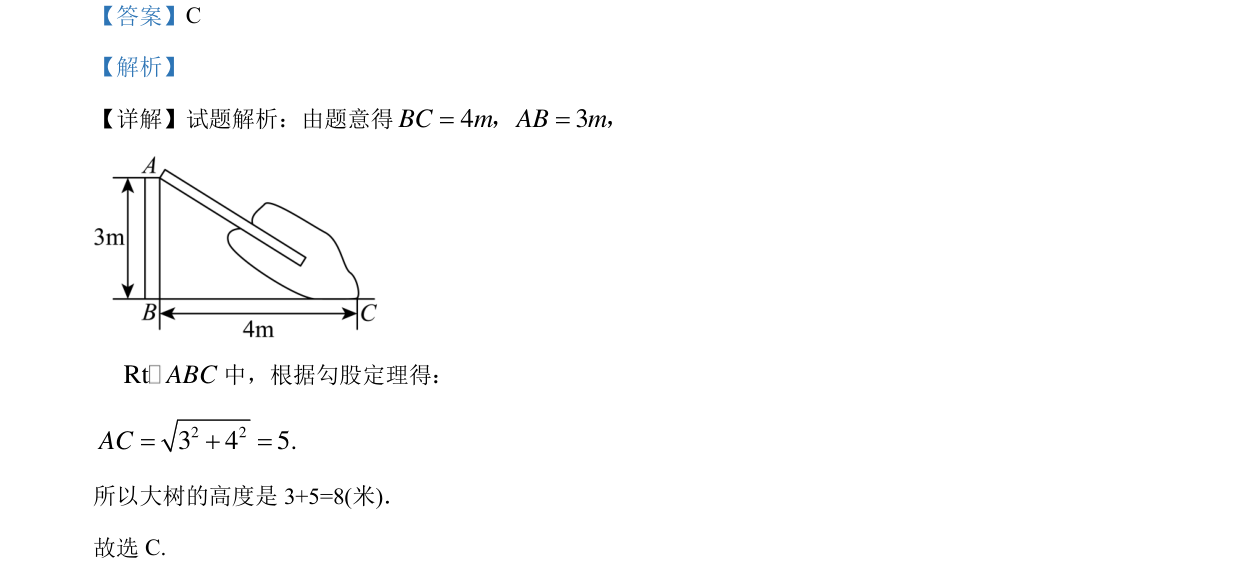 【答案】C
【解析】
【详解】试题解析：由题意得 BC = 4m，AB = 3m，
A
3m
B
C
4m
Rt□ABC 中，根据勾股定理得：
AC = √(3² + 4²) = 5.
所以大树的高度是 3+5=8(米).
故选 C.